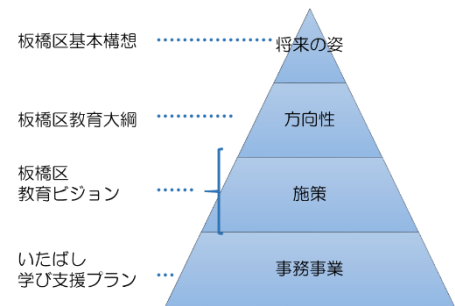 板橋区基本構想
将来の姿
板橋区教育大綱
方向性
板橋区
教育ビジョン
施策
いたばし
学び支援プラン
事務事業